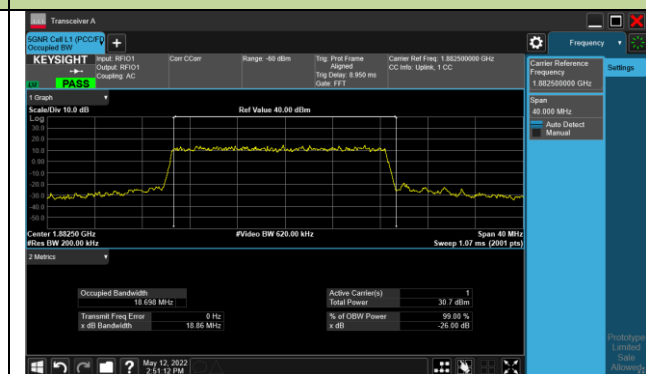 Transceiver A
5GNR Cell L1 (PCC/FD
Occupied BW
+
Frequency
KEYSIGHT
PASS
Input: RFIO1
Output: RFIO1
Coupling: AC
Corr CCorr
Range: -60 dBm
Trig: Prot Frame
Aligned
Trig Delay: 8.950 ms
Gate: FFT
Carrier Ref Freq: 1.882500000 GHz
CC Info: Uplink, 1 CC
Carrier Reference
Frequency
1.882500000 GHz
Settings
Span
40.000 MHz
Auto Detect
Manual
1 Graph
Scale/Div 10.0 dB
Ref Value 40.00 dBm
Log
30.0
20.0
10.0
0.00
-10.0
-20.0
-30.0
-40.0
-50.0
Center 1.88250 GHz
#Video BW 620.00 kHz
Span 40 MHz
#Res BW 200.00 kHz
Sweep 1.07 ms (2001 pts)
2 Metrics
Occupied Bandwidth
18.698 MHz
Transmit Freq Error 0 Hz
x dB Bandwidth 18.86 MHz
Active Carrier(s) 1
Total Power 30.7 dBm
% of OBW Power 99.00 %
x dB -26.00 dB
Prototype
Limited
Sale
Allowed
?
May 12, 2022
2:51:12 PM